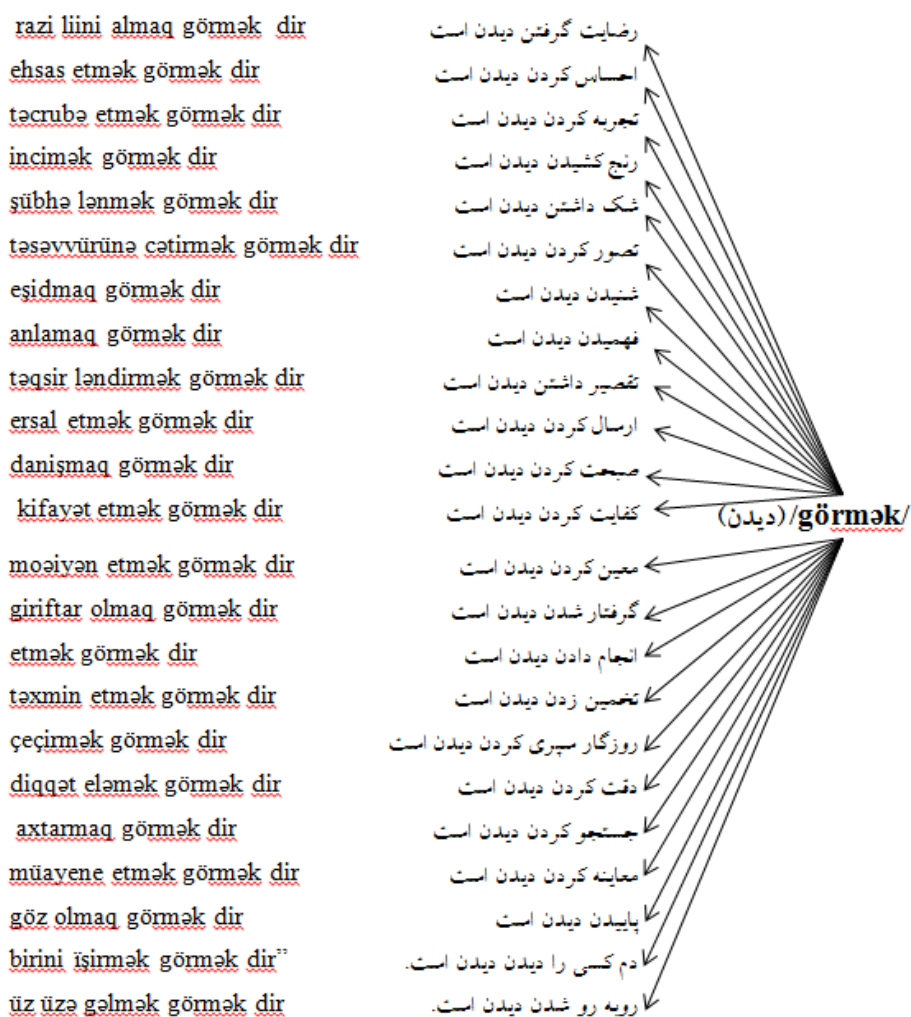 razi liini almaq görmək dir رضایت گرفتن دیدن است
ehsas etmək görmək dir احساس کردن دیدن است
təcrubə etmək görmək dir تجربه کردن دیدن است
incimək görmək dir رنج کشیدن دیدن است
şübhə lənmək görmək dir شک داشتن دیدن است
təsəvvürünə cətirmək görmək dir تصور کردن دیدن است
eşidmaq görmək dir شنیدن دیدن است
anlamaq görmək dir فهمیدن دیدن است
təqsir ləndirmək görmək dir تقصیر داشتن دیدن است
ersal etmək görmək dir ارسال کردن دیدن است
danişmaq görmək dir صبحت کردن دیدن است
kifayət etmək görmək dir کفایت کردن دیدن است
/görmək/ (دیدن)
moəiyən etmək görmək dir معین کردن دیدن است
giriftar olmaq görmək dir گرفتار شدن دیدن است
etmək görmək dir انجام دادن دیدن است
təxmin etmək görmək dir تخمین زدن دیدن است
çeçirmək görmək dir روزگار سپری کردن دیدن است
diqqət eləmək görmək dir دقت کردن دیدن است
axtarmaq görmək dir جستجو کردن دیدن است
müayene etmək görmək dir معاینه کردن دیدن است
göz olmaq görmək dir پاییدن دیدن است
birini ïşirmək görmək dir” دم کسی را دیدن دیدن است.
üz üzə gəlmək görmək dir روبه رو شدن دیدن است.